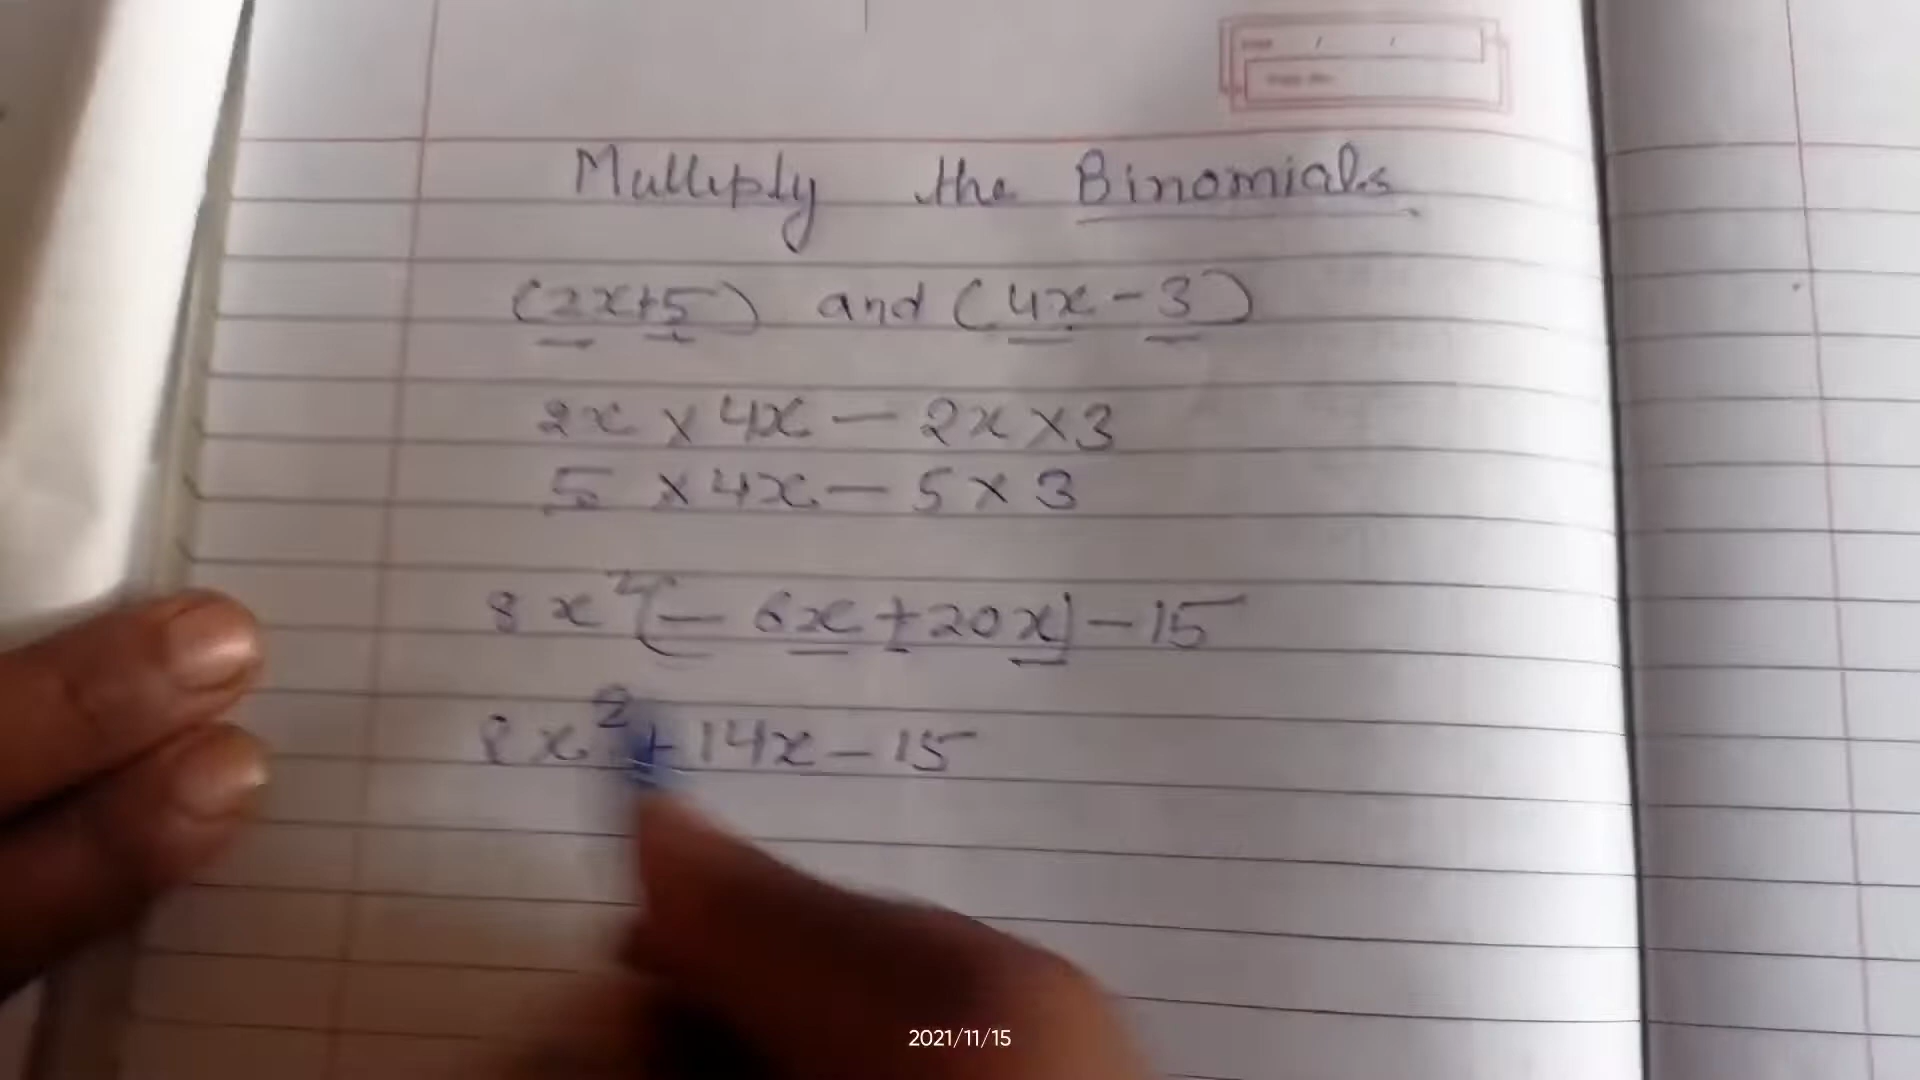 Multiply the Binomials
(2x+5) and (4x-3)
2x × 4x - 2x × 3
5 × 4x - 5 × 3
8x²(- 6x + 20x) - 15
8x² + 14x - 15
2021/11/15